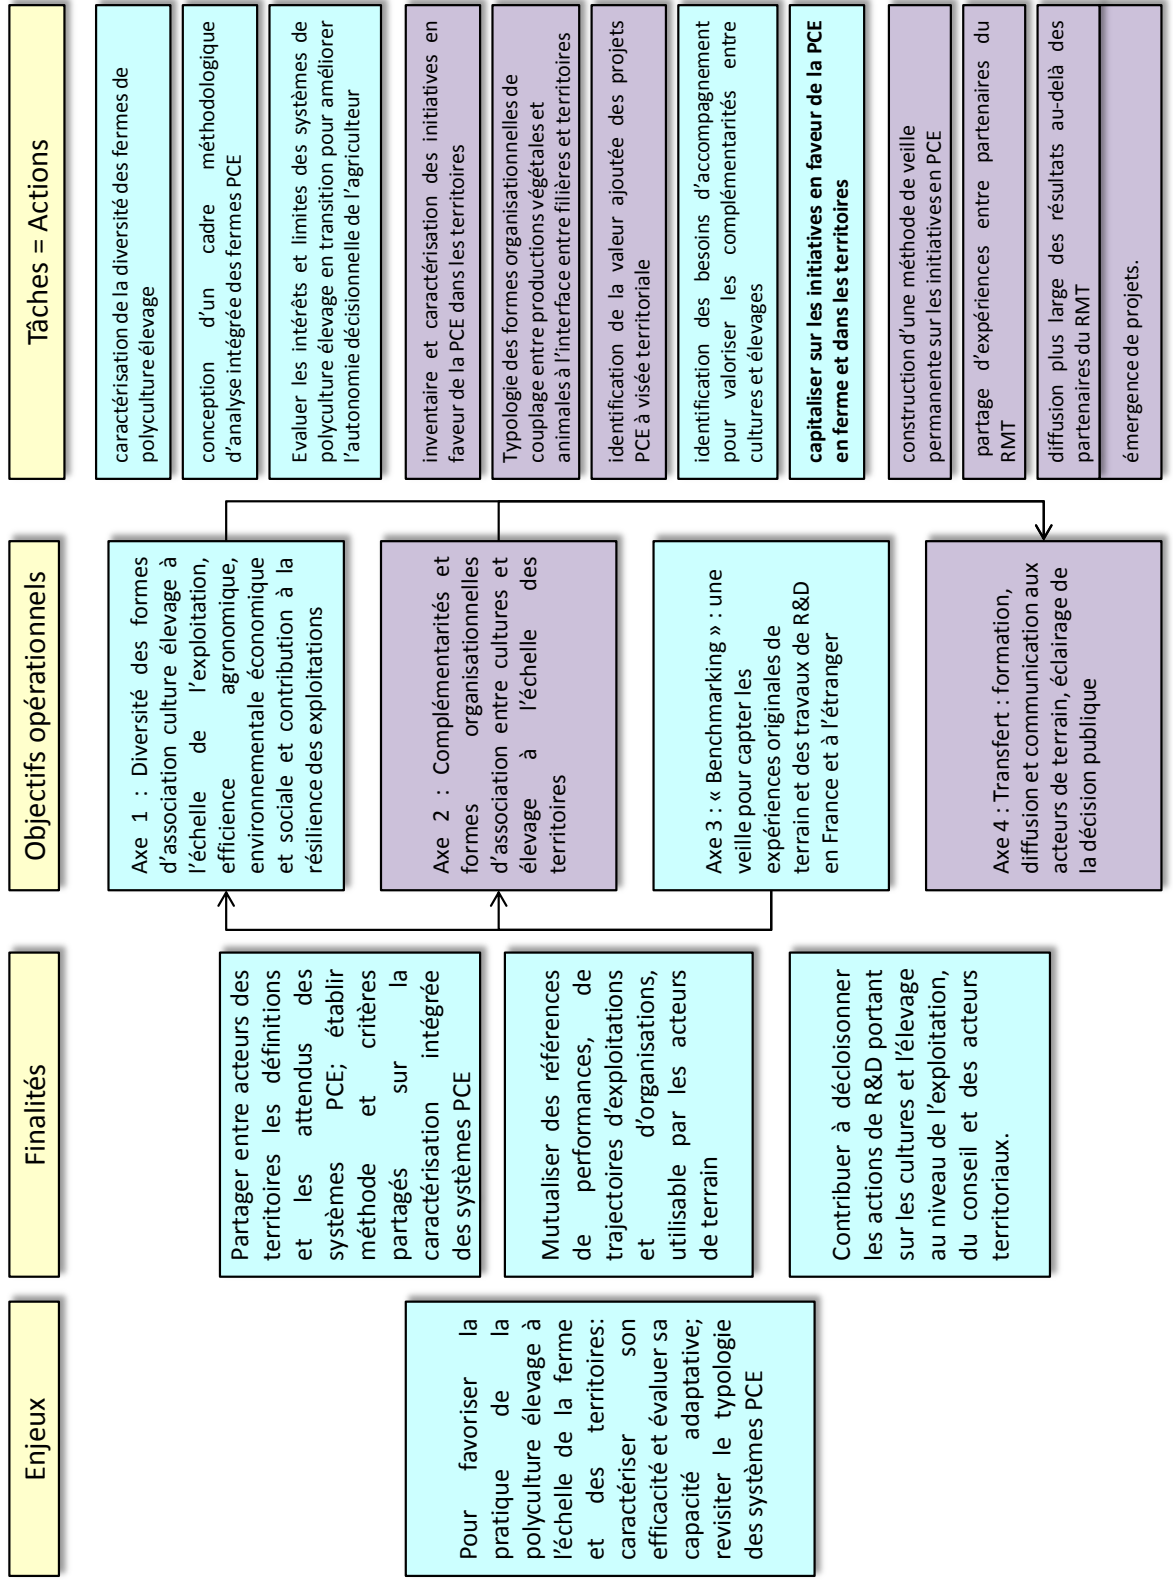 Enjeux
Pour favoriser la
pratique de la
polyculture élevage à
l'échelle de la ferme
et des territoires:
caractériser son
efficacité et évaluer sa
capacité adaptative;
revisiter le typologie
des systèmes PCE
Finalités
Partager entre acteurs des
territoires les définitions
et les attendus des
systèmes PCE; établir
méthode et critères
partagés sur la
caractérisation intégrée
des systèmes PCE
Mutualiser des références
de performances, de
trajectoires d'exploitations
et d'organisations,
utilisable par les acteurs
de terrain
Contribuer à décloisonner
les actions de R&D portant
sur les cultures et l'élevage
au niveau de l'exploitation,
du conseil et des acteurs
territoriaux.
Objectifs opérationnels
Axe 1 : Diversité des formes
d'association culture élevage à
l'échelle de l'exploitation,
efficience agronomique,
environnementale économique
et sociale et contribution à la
résilience des exploitations
Axe 2 : Complémentarités et
formes organisationnelles
d'association entre cultures et
élevage à l'échelle des
territoires
Axe 3 : « Benchmarking » : une
veille pour capter les
expériences originales de
terrain et des travaux de R&D
en France et à l'étranger
Axe 4 : Transfert : formation,
diffusion et communication aux
acteurs de terrain, éclairage de
la décision publique
Tâches = Actions
caractérisation de la diversité des fermes de
polyculture élevage
conception d'un cadre méthodologique
d'analyse intégrée des fermes PCE
Evaluer les intérêts et limites des systèmes de
polyculture élevage en transition pour améliorer
l'autonomie décisionnelle de l'agriculteur
inventaire et caractérisation des initiatives en
faveur de la PCE dans les territoires
Typologie des formes organisationnelles de
couplage entre productions végétales et
animales à l'interface entre filières et territoires
identification de la valeur ajoutée des projets
PCE à visée territoriale
identification des besoins d'accompagnement
pour valoriser les complémentarités entre
cultures et élevages
capitaliser sur les initiatives en faveur de la PCE
en ferme et dans les territoires
construction d'une méthode de veille
permanente sur les initiatives en PCE
partage d'expériences entre partenaires du
RMT
diffusion plus large des résultats au-delà des
partenaires du RMT
émergence de projets.